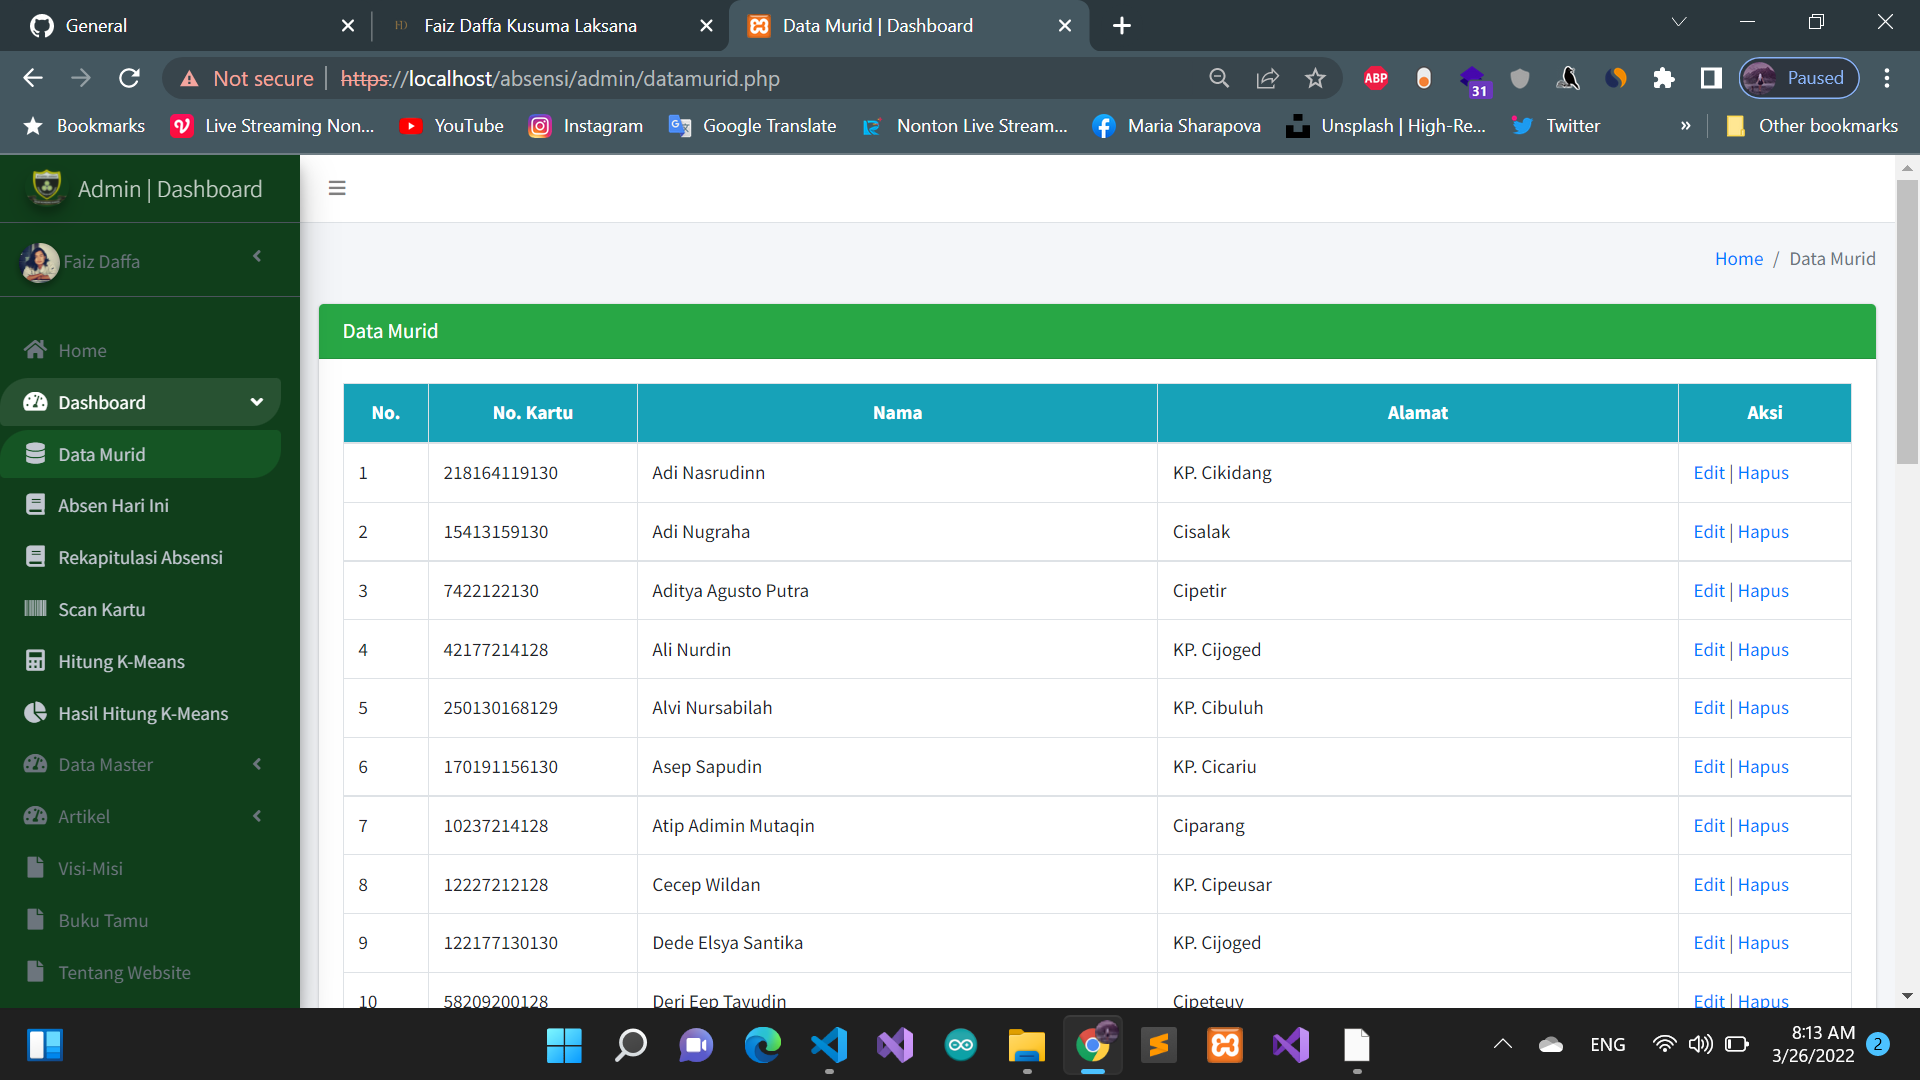 General
Faiz Daffa Kusuma Laksana
Data Murid | Dashboard
Not secure
https://localhost/absensi/admin/datamurid.php
ABP
31
Paused
Bookmarks
Live Streaming Non...
YouTube
Instagram
Google Translate
Nonton Live Stream...
Maria Sharapova
Unsplash | High-Re...
Twitter
»
Other bookmarks
Admin | Dashboard
Faiz Daffa
Home
Dashboard
Data Murid
Absen Hari Ini
Rekapitulasi Absensi
Scan Kartu
Hitung K-Means
Hasil Hitung K-Means
Data Master
Artikel
Visi-Misi
Buku Tamu
Tentang Website
Home / Data Murid
Data Murid
No. No. Kartu Nama Alamat Aksi
1 218164119130 Adi Nasrudinn KP. Cikidang Edit | Hapus
2 15413159130 Adi Nugraha Cisalak Edit | Hapus
3 7422122130 Aditya Agusto Putra Cipetir Edit | Hapus
4 42177214128 Ali Nurdin KP. Cijoged Edit | Hapus
5 250130168129 Alvi Nursabilah KP. Cibuluh Edit | Hapus
6 170191156130 Asep Sapudin KP. Cicariu Edit | Hapus
7 10237214128 Atip Adimin Mutaqin Ciparang Edit | Hapus
8 12227212128 Cecep Wildan KP. Cipeusar Edit | Hapus
9 122177130130 Dede Elsya Santika KP. Cijoged Edit | Hapus
10 58209200128 Deri Eep Tayudin Cipeteuy Edit | Hapus
ENG
8:13 AM
3/26/2022
2